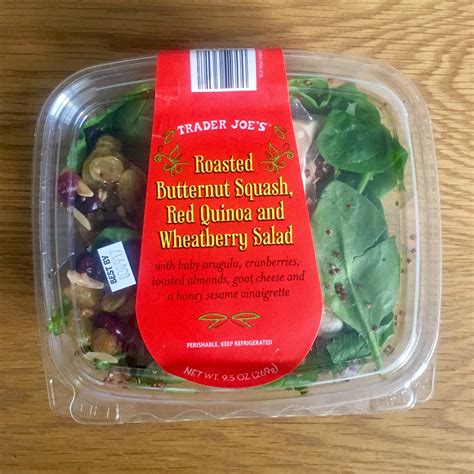 TRADER JOE'S®
Roasted
Butternut Squash,
Red Quinoa and
Wheatberry Salad
with baby arugula, cranberries,
toasted almonds, goat cheese and
a honey sesame vinaigrette
PERISHABLE, KEEP REFRIGERATED
NET WT. 9.5 OZ (269g)
BEST BY